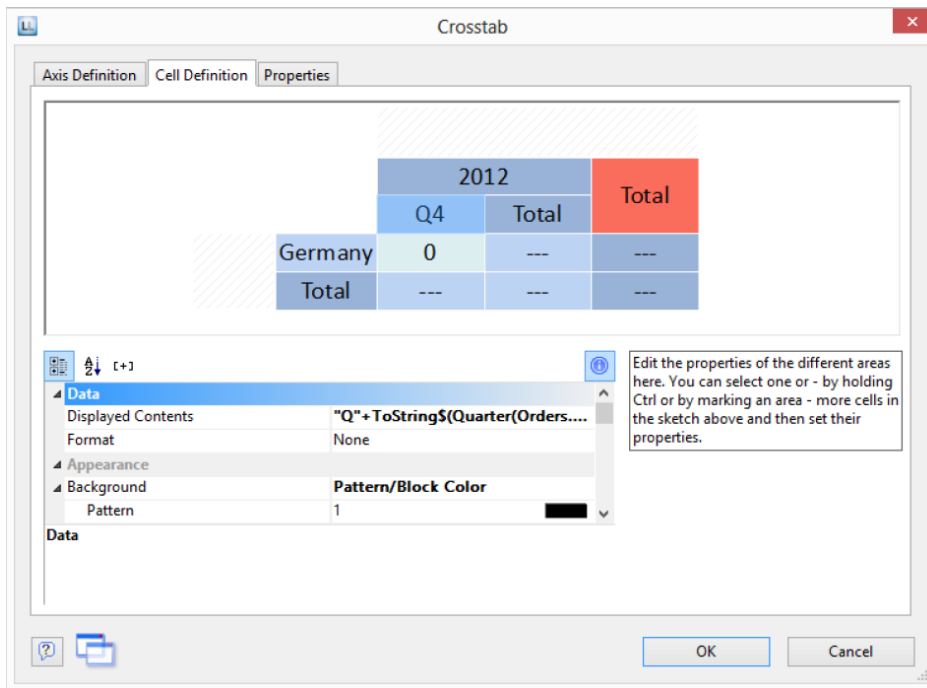 LL Crosstab
Axis Definition Cell Definition Properties
2012 Total
Q4 Total
Germany 0 --- ---
Total --- --- ---
A Z [+]
Data
Displayed Contents "Q"+ToString$(Quarter(Orders....
Format None
Appearance
Background Pattern/Block Color
Pattern 1
Data
Edit the properties of the different areas
here. You can select one or - by holding
Ctrl or by marking an area - more cells in
the sketch above and then set their
properties.
OK Cancel